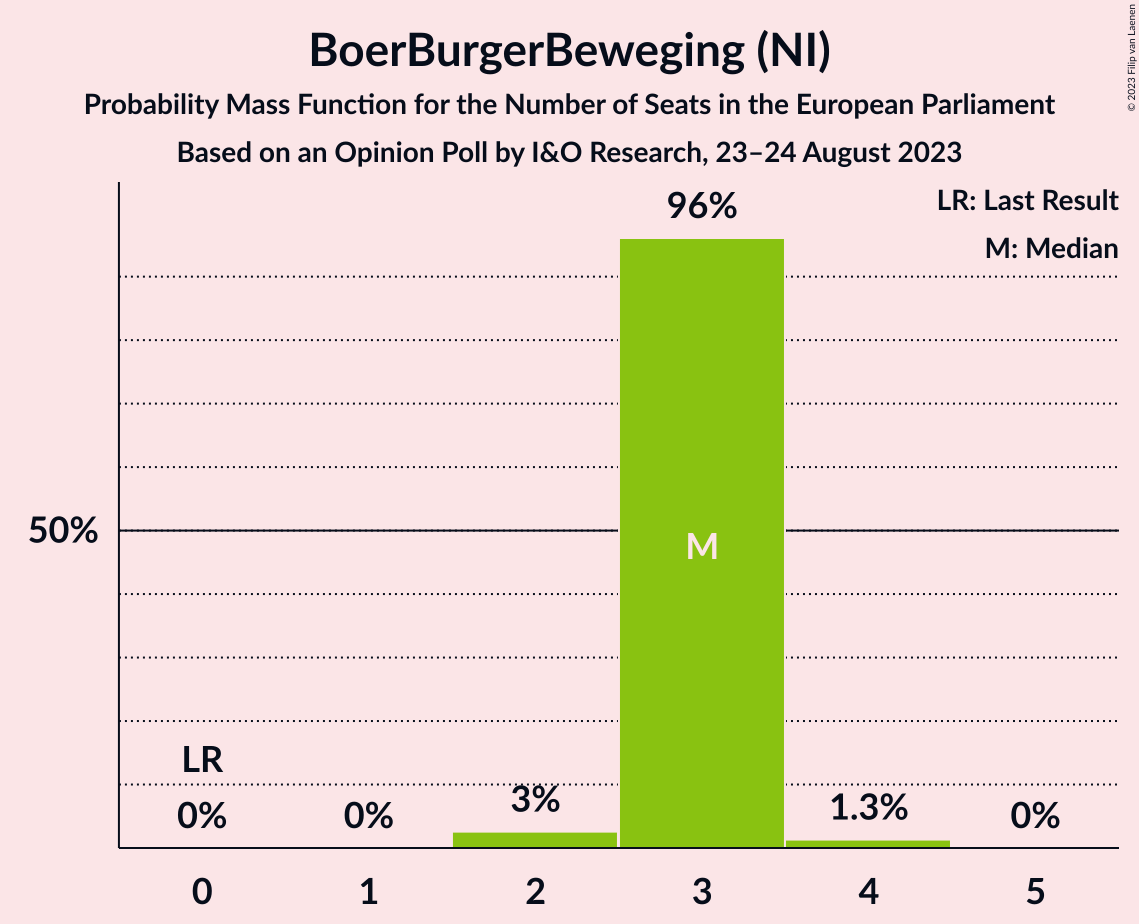 BoerBurgerBeweging (NI)
Probability Mass Function for the Number of Seats in the European Parliament
Based on an Opinion Poll by I&O Research, 23–24 August 2023
© 2023 Filip van Laenen
LR: Last Result
M: Median
96%
50%
M
LR
0%
0%
3%
1.3%
0%
0
1
2
3
4
5